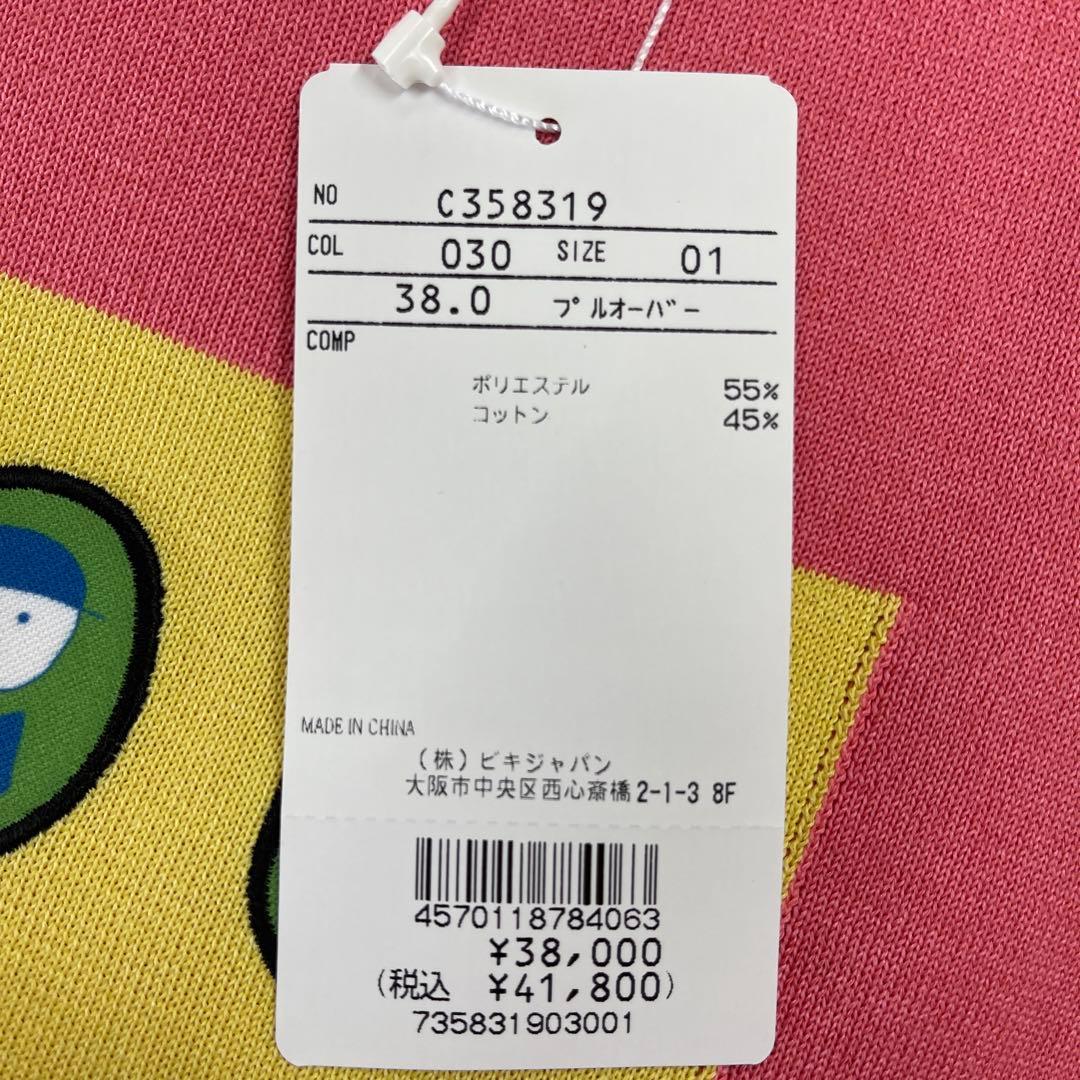 NO C358319
COL 030 SIZE 01
38.0 プルオーバー
COMP
ポリエステル 55%
コットン 45%
MADE IN CHINA
(株)ビキジャパン
大阪市中央区西心斎橋2-1-3 8F
4570118784063
¥38,000
(税込 ¥41,800)
735831903001